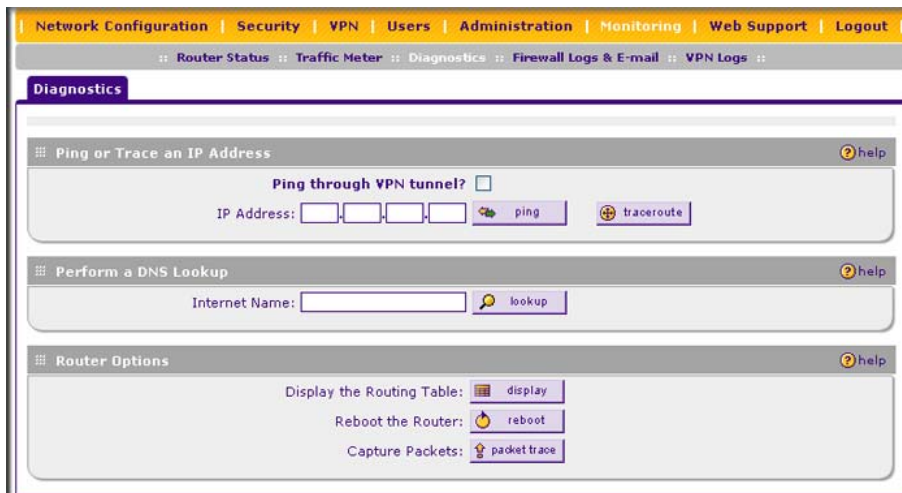 Network Configuration | Security | VPN | Users | Administration | Monitoring | Web Support | Logout
:: Router Status :: Traffic Meter :: Diagnostics :: Firewall Logs & E-mail :: VPN Logs ::
Diagnostics
Ping or Trace an IP Address help
Ping through VPN tunnel?
IP Address: . . . ping traceroute
Perform a DNS Lookup help
Internet Name: lookup
Router Options help
Display the Routing Table: display
Reboot the Router: reboot
Capture Packets: packet trace